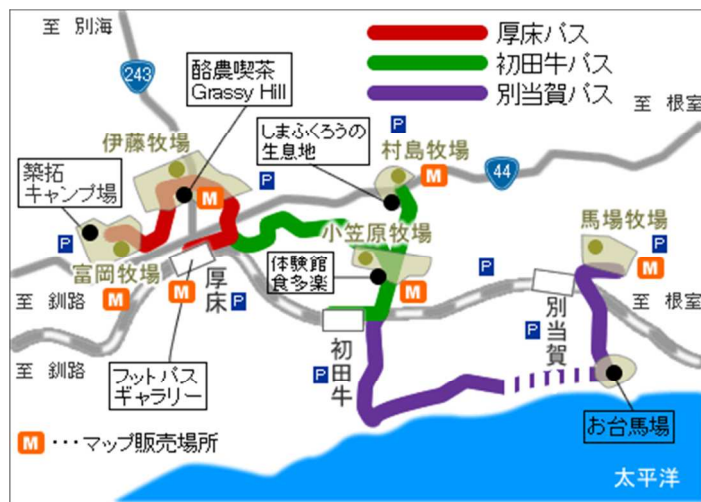 至 別海
243
酪農喫茶
Grassy Hill
厚床パス
初田牛パス
別当賀パス
至 根室
しまふくろうの
生息地
P
村島牧場
M
44
伊藤牧場
P
築拓
キャンプ場
M
P
富岡牧場
M
小笠原牧場
体験館
食多楽
M
馬場牧場
P
M
P
至 釧路
厚床
M
P
至 根室
別当賀
P
初田牛
P
至 釧路
フットパス
ギャラリー
お台馬場
M・・・マップ販売場所
太平洋